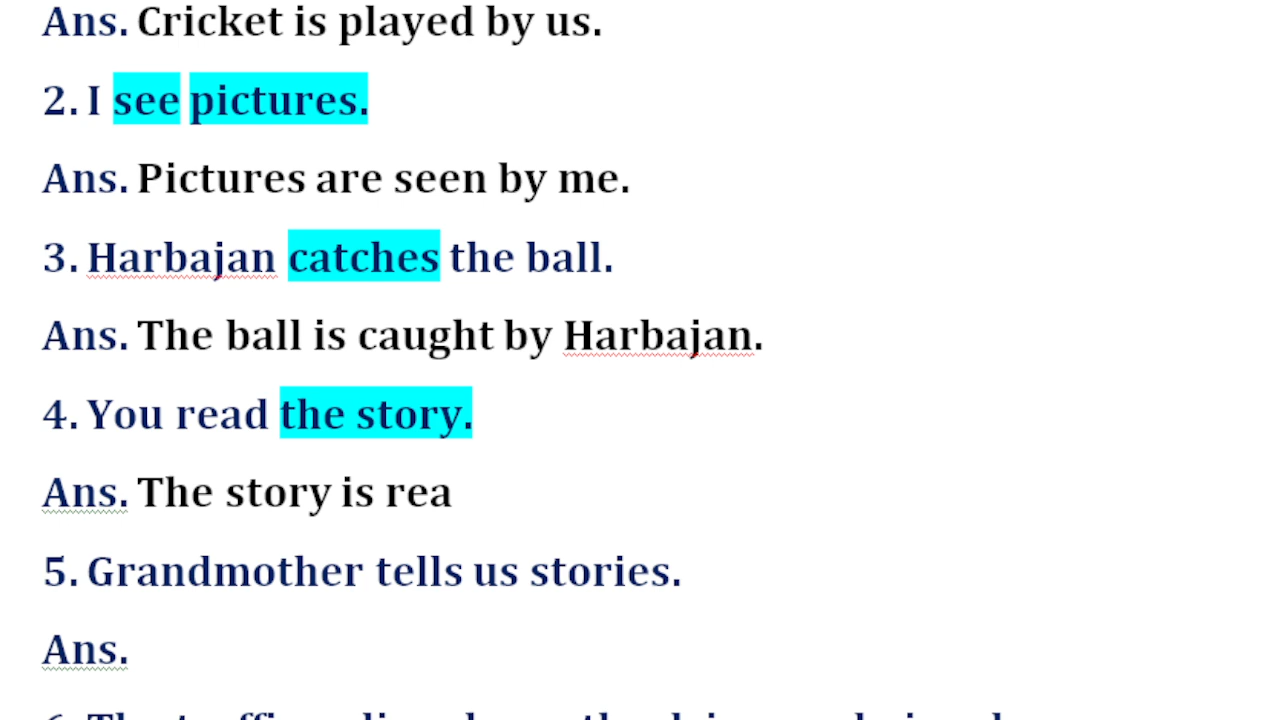 Ans. Cricket is played by us.
2. I see pictures.
Ans. Pictures are seen by me.
3. Harbajan catches the ball.
Ans. The ball is caught by Harbajan.
4. You read the story.
Ans. The story is rea
5. Grandmother tells us stories.
Ans.